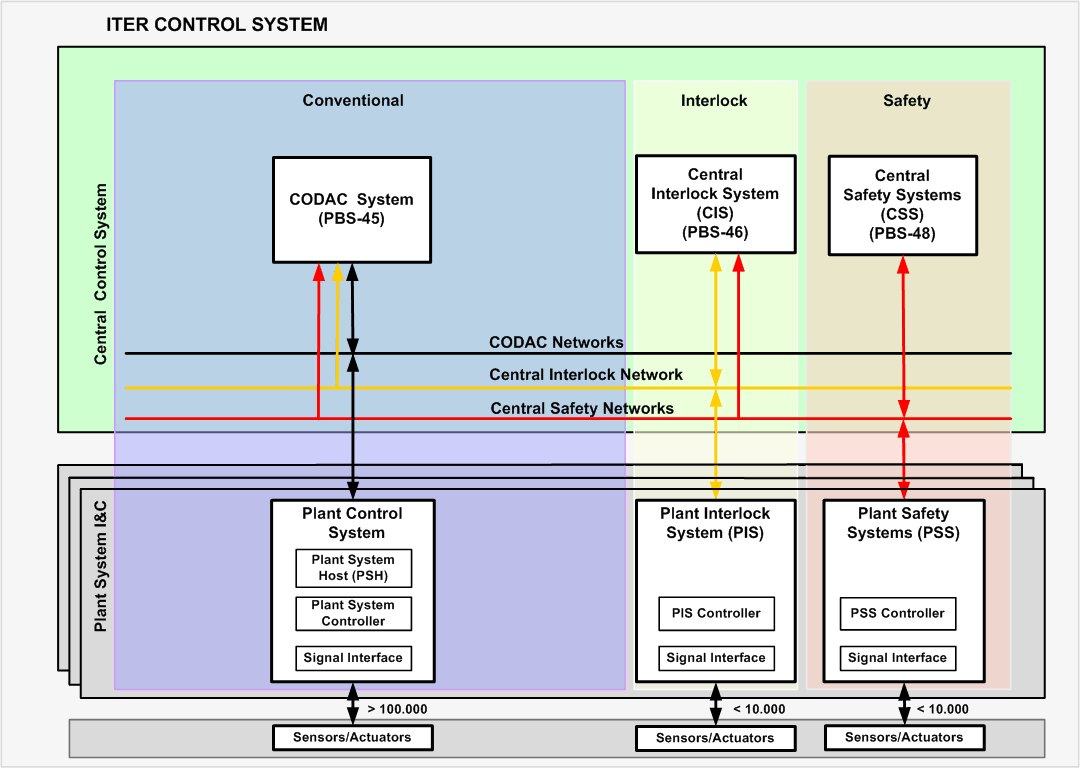 ITER CONTROL SYSTEM
Central Control System
Conventional
Interlock
Safety
CODAC System
(PBS-45)
Central
Interlock System
(CIS)
(PBS-46)
Central
Safety Systems
(CSS)
(PBS-48)
CODAC Networks
Central Interlock Network
Central Safety Networks
Plant System I&C
Plant Control
System
Plant System
Host (PSH)
Plant System
Controller
Signal Interface
Plant Interlock
System (PIS)
PIS Controller
Signal Interface
Plant Safety
Systems (PSS)
PSS Controller
Signal Interface
> 100.000
< 10.000
< 10.000
Sensors/Actuators
Sensors/Actuators
Sensors/Actuators